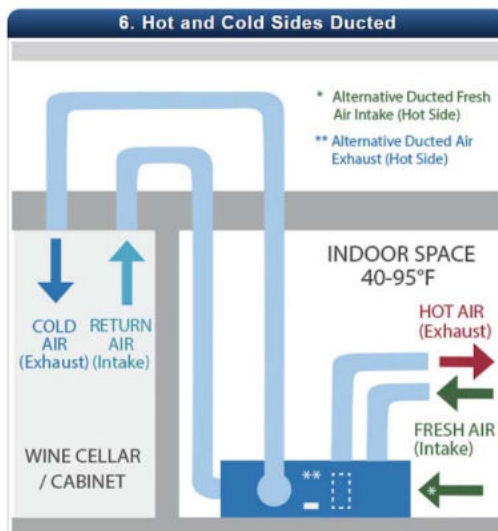 6. Hot and Cold Sides Ducted
* Alternative Ducted Fresh
Air Intake (Hot Side)
** Alternative Ducted Air
Exhaust (Hot Side)
INDOOR SPACE
40-95°F
HOT AIR
(Exhaust)
COLD
AIR
(Exhaust)
RETURN
AIR
(Intake)
FRESH AIR
(Intake)
WINE CELLAR
/ CABINET
**
*